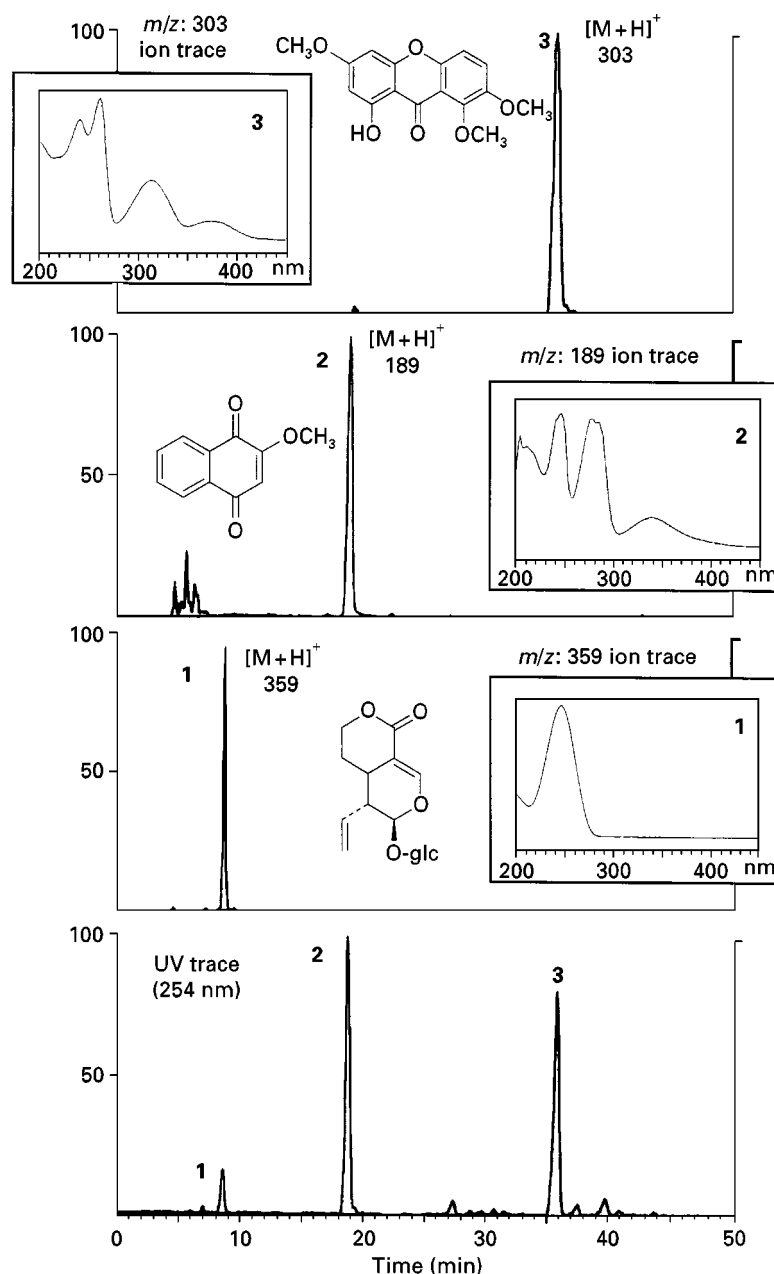 100
m/z: 303
ion trace
3
200 300 400 nm
CH₃O
O
OCH₃
HO O OCH₃
3
[M+H]⁺
303
100
50
2
[M+H]⁺
189
O
OCH₃
O
m/z: 189 ion trace
2
200 300 400 nm
100
50
1
[M+H]⁺
359
O O
O
O-glc
m/z: 359 ion trace
1
200 300 400 nm
100
50
UV trace
(254 nm)
1
2
3
0 10 20 30 40 50
Time (min)